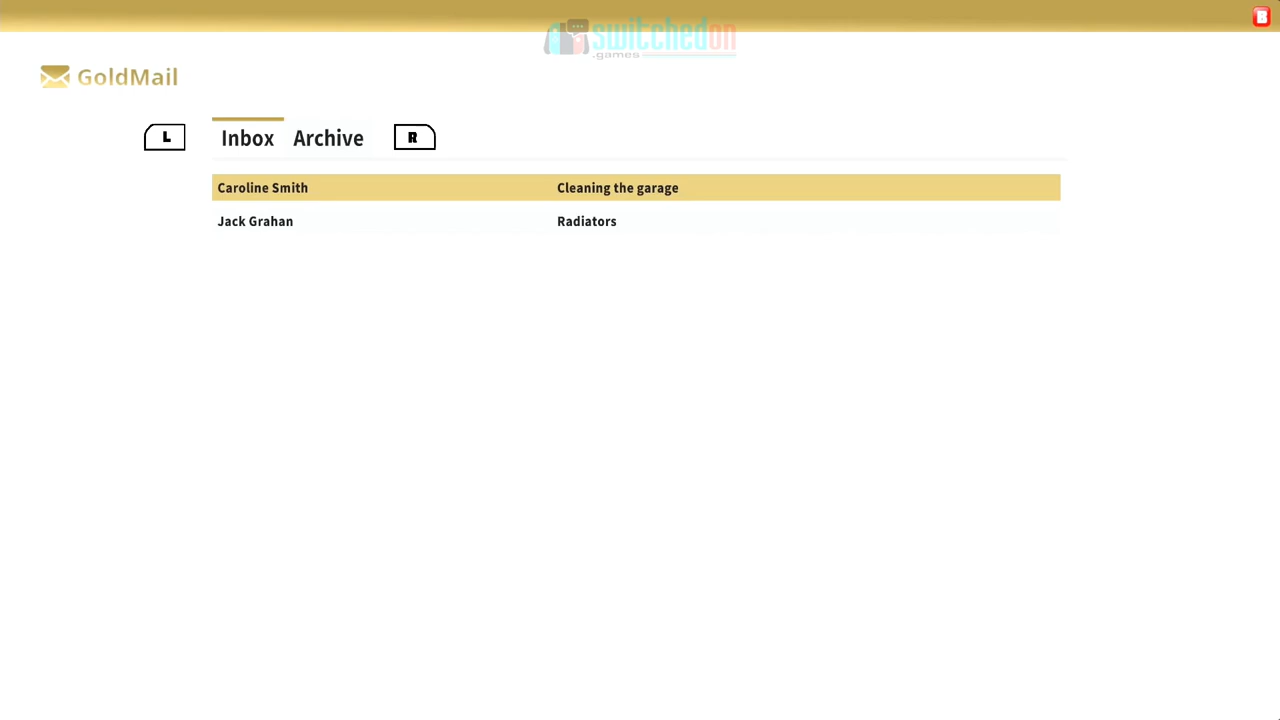 B
switchedon
.games
GoldMail
L Inbox Archive R
Caroline Smith Cleaning the garage
Jack Grahan Radiators